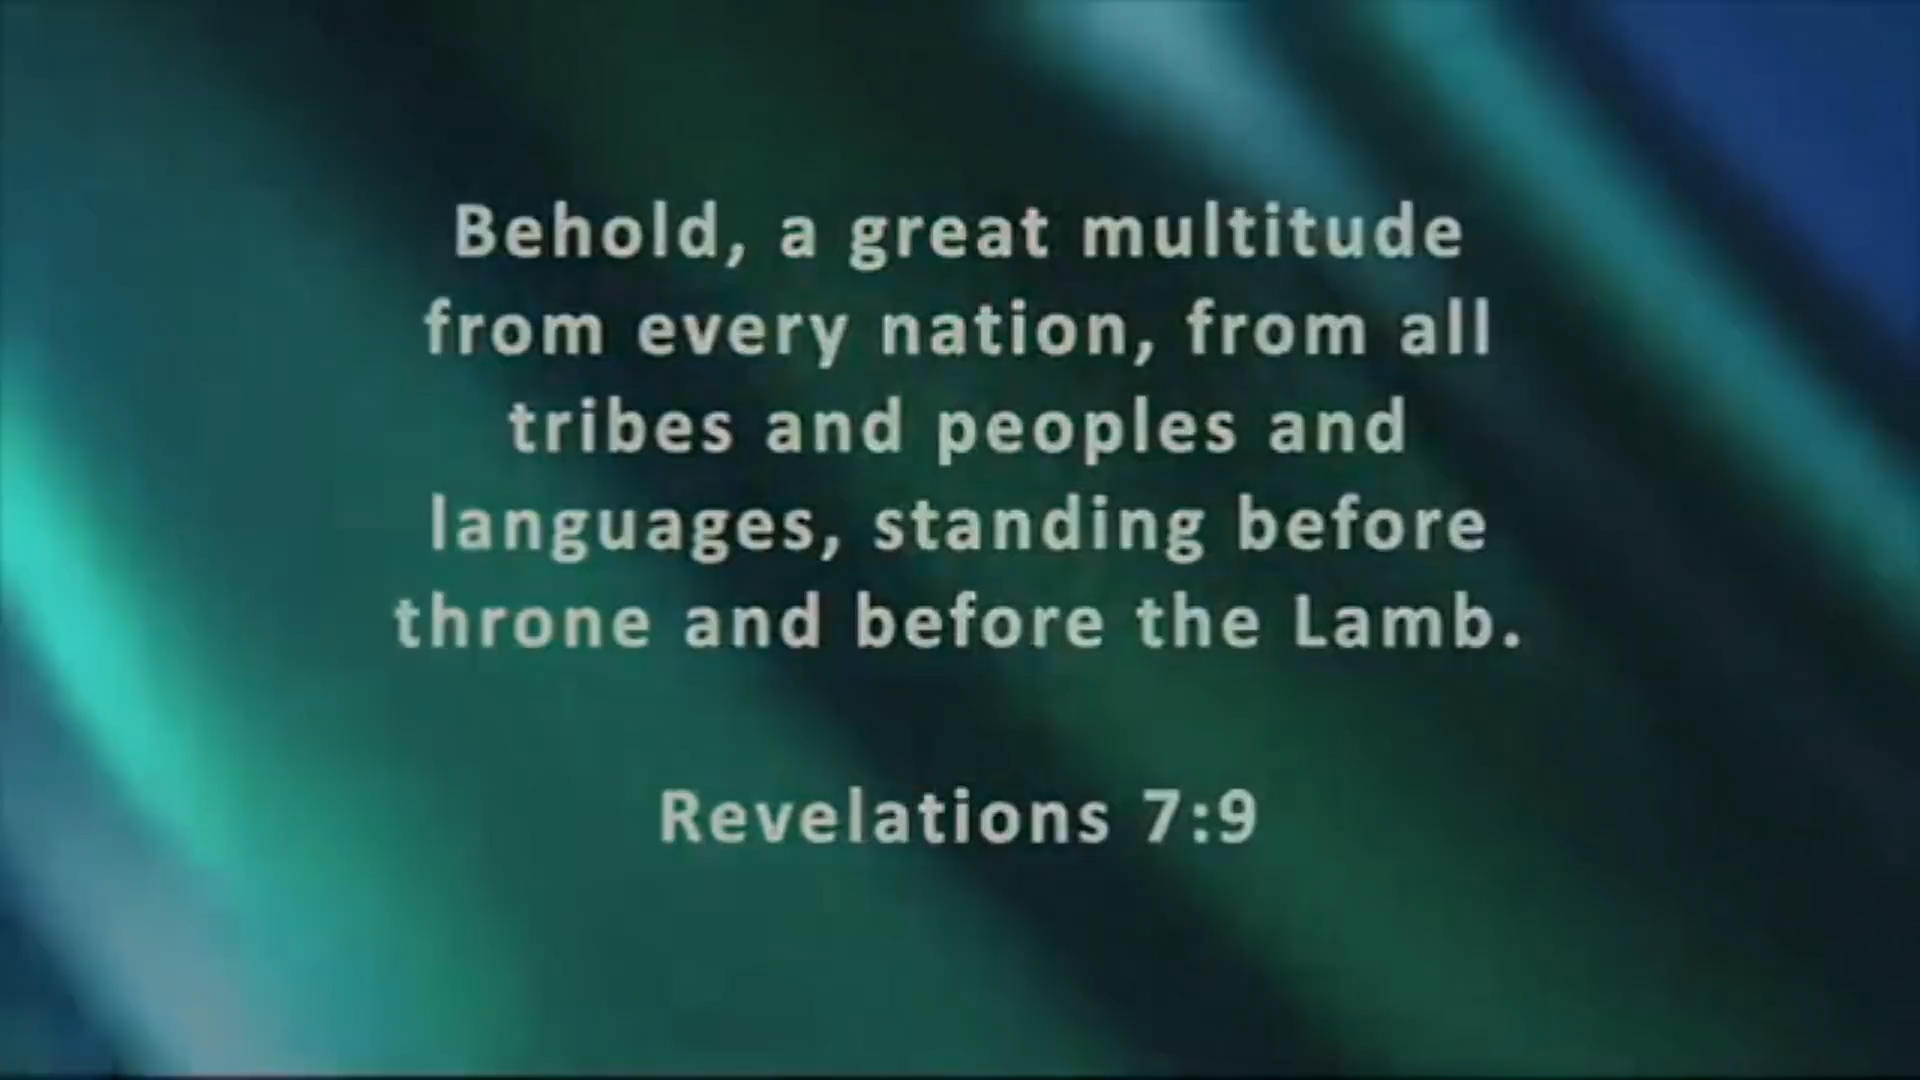 Behold, a great multitude
from every nation, from all
tribes and peoples and
languages, standing before
throne and before the Lamb.
Revelations 7:9